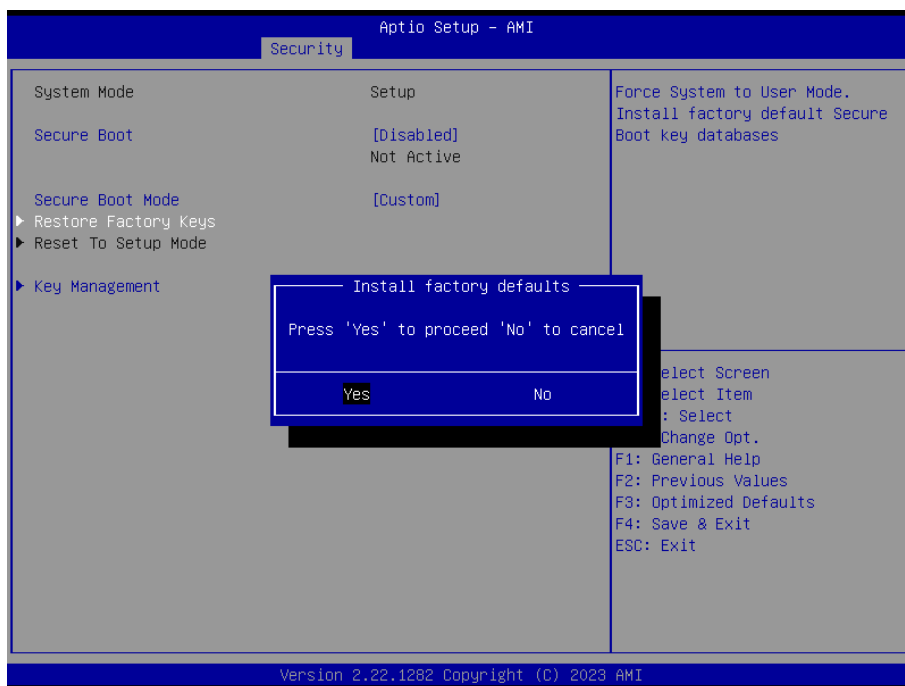 Aptio Setup – AMI
Security
System Mode Setup
Secure Boot [Disabled]
Not Active
Secure Boot Mode [Custom]
Restore Factory Keys
Reset To Setup Mode
Key Management
Force System to User Mode.
Install factory default Secure
Boot key databases
Install factory defaults
Press 'Yes' to proceed 'No' to cancel
Yes No
elect Screen
elect Item
: Select
Change Opt.
F1: General Help
F2: Previous Values
F3: Optimized Defaults
F4: Save & Exit
ESC: Exit
Version 2.22.1282 Copyright (C) 2023 AMI